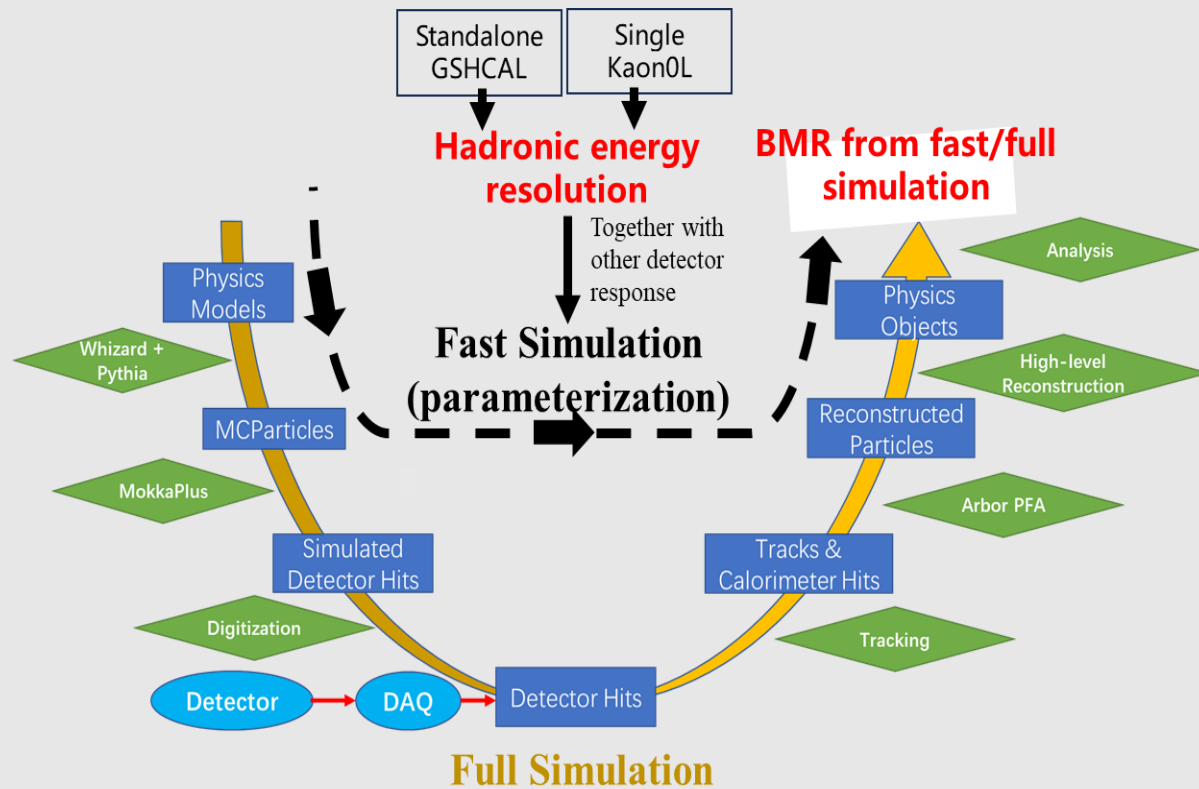 Standalone
GSHCAL
Single
Kaon0L
Hadronic energy
resolution
BMR from fast/full
simulation
Together with
other detector
response
Fast Simulation
(parameterization)
Physics
Models
Whizard +
Pythia
MCParticles
MokkaPlus
Simulated
Detector Hits
Digitization
Detector
DAQ
Detector Hits
Tracking
Tracks &
Calorimeter Hits
Arbor PFA
Reconstructed
Particles
High-level
Reconstruction
Physics
Objects
Analysis
Full Simulation